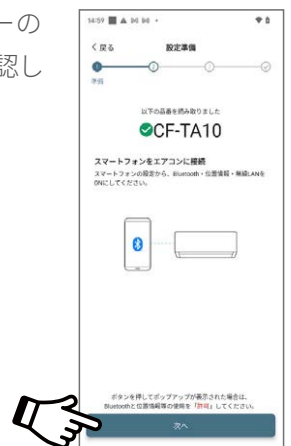 ーの
認し
14:59
く 戻る
設定準備
準備
以下の品番を読み取りました
CF-TA10
スマートフォンをエアコンに接続
スマートフォンの設定から、Bluetooth・位置情報・無線LANを
ONにしてください。
ボタンを押してポップアップが表示された場合は、
Bluetoothと位置情報等の使用を「許可」してください。
次へ